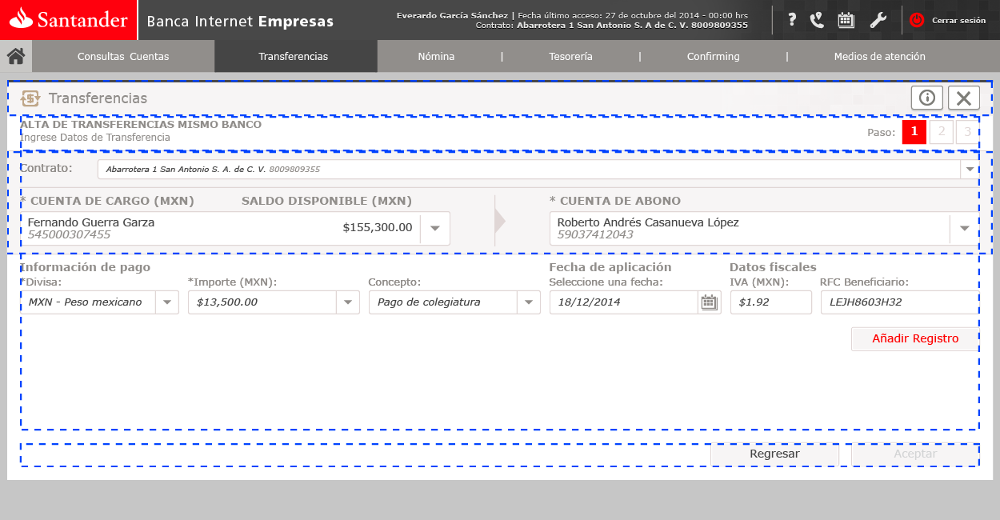 Santander
Banca Internet Empresas
Everardo García Sánchez | Fecha último acceso: 27 de octubre del 2014 - 00:00 hrs
Contrato: Abarrotera 1 San Antonio S. A de C. V. 8009809355
?
Cerrar sesión
Consultas Cuentas
Transferencias
Nómina | Tesorería | Confirming | Medios de atención
Transferencias
ALTA DE TRANSFERENCIAS MISMO BANCO
Ingrese Datos de Transferencia
Paso: 1 2 3
Contrato: Abarrotera 1 San Antonio S. A. de C. V. 8009809355
* CUENTA DE CARGO (MXN) SALDO DISPONIBLE (MXN) * CUENTA DE ABONO
Fernando Guerra Garza
545000307455
$155,300.00
Roberto Andrés Casanueva López
59037412043
Información de pago Fecha de aplicación Datos fiscales
*Divisa: *Importe (MXN): Concepto: Seleccione una fecha: IVA (MXN): RFC Beneficiario:
MXN - Peso mexicano $13,500.00 Pago de colegiatura 18/12/2014 $1.92 LEJH8603H32
Añadir Registro
Regresar Aceptar